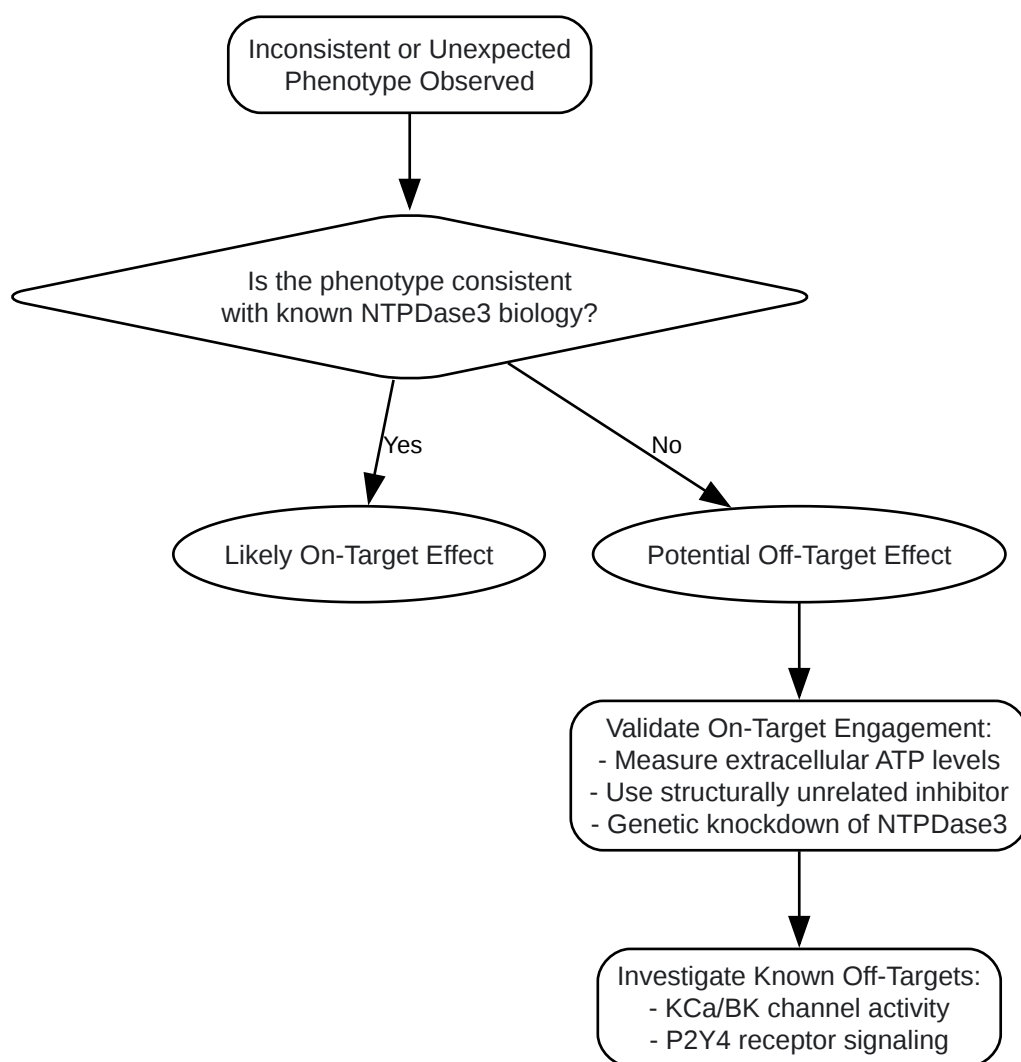 Inconsistent or Unexpected
Phenotype Observed
Is the phenotype consistent
with known NTPDase3 biology?
Yes
No
Likely On-Target Effect
Potential Off-Target Effect
Validate On-Target Engagement:
- Measure extracellular ATP levels
- Use structurally unrelated inhibitor
- Genetic knockdown of NTPDase3
Investigate Known Off-Targets:
- KCa/BK channel activity
- P2Y4 receptor signaling